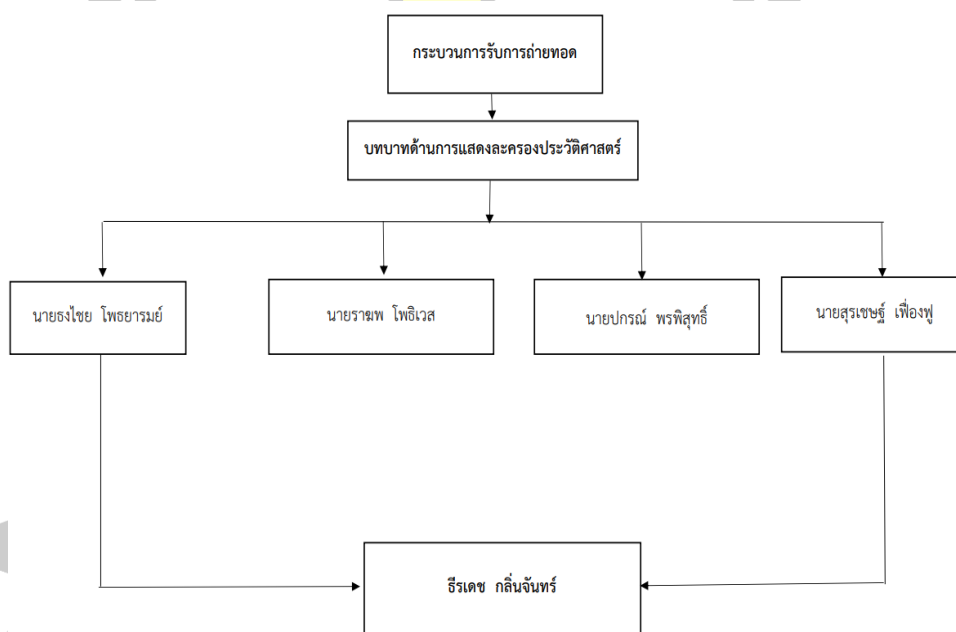 กระบวนการรับการถ่ายทอด
บทบาทด้านการแสดงละครองประวัติศาสตร์
นายธงไชย โพธยารมย์
นายราฆพ โพธิเวส
นายปกรณ์ พรพิสุทธิ์
นายสุรเชษฐ์ เฟื่องฟู
ธีรเดช กลิ่นจันทร์